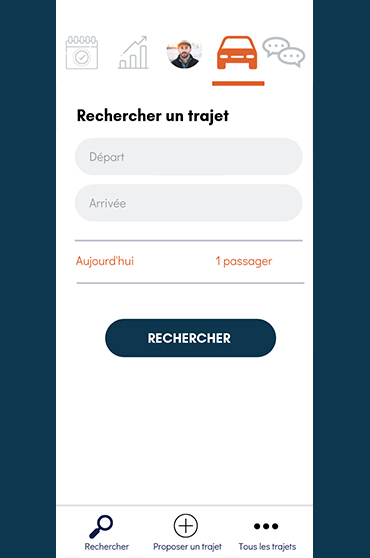 Rechercher un trajet
Départ
Arrivée
Aujourd'hui 1 passager
RECHERCHER
Rechercher Proposer un trajet Tous les trajets